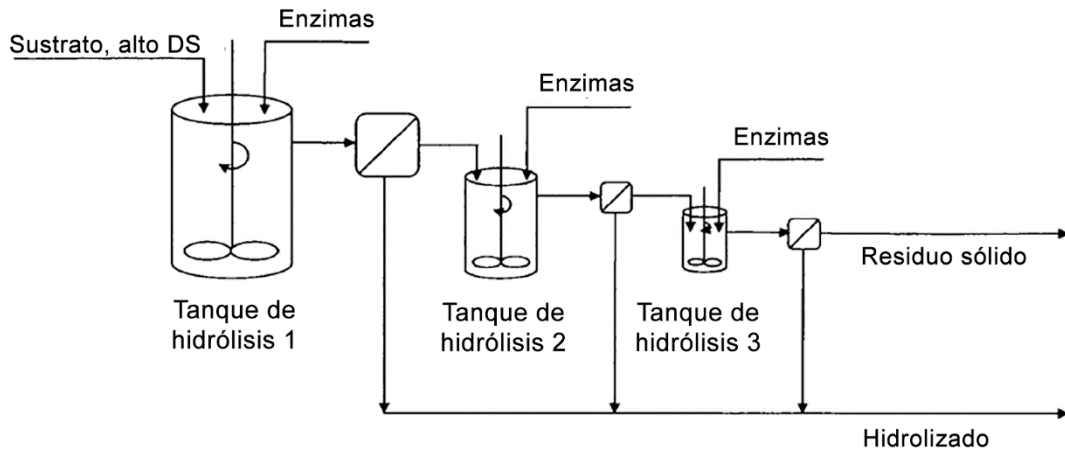 Enzimas
Sustrato, alto DS
Enzimas
Enzimas
Residuo sólido
Tanque de
hidrólisis 1
Tanque de
hidrólisis 2
Tanque de
hidrólisis 3
Hidrolizado